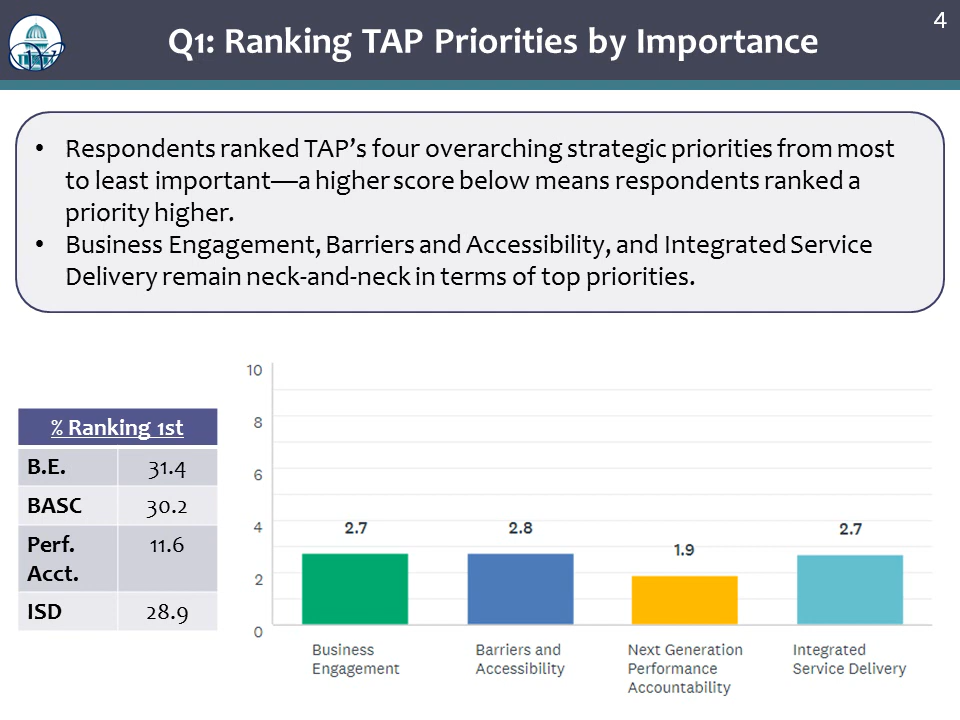 4
Q1: Ranking TAP Priorities by Importance
• Respondents ranked TAP’s four overarching strategic priorities from most
to least important—a higher score below means respondents ranked a
priority higher.
• Business Engagement, Barriers and Accessibility, and Integrated Service
Delivery remain neck-and-neck in terms of top priorities.
% Ranking 1st
B.E. 31.4
BASC 30.2
Perf. 11.6
Acct.
ISD 28.9
10
8
6
4
2
0
2.7 2.8 1.9 2.7
Business
Engagement
Barriers and
Accessibility
Next Generation
Performance
Accountability
Integrated
Service Delivery